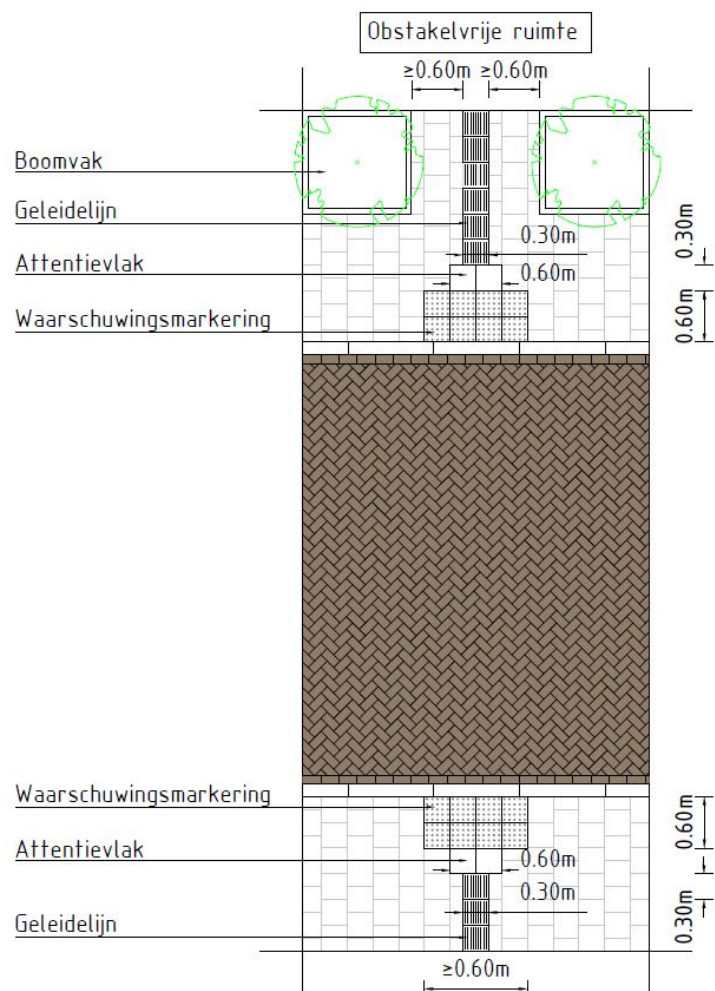 Obstakelvrije ruimte
≥0.60m ≥0.60m
Boomvak
Geleidelijn
0.30m
0.30m
Attentievlak
0.60m
Waarschuwingsmarkering
0.60m
Waarschuwingsmarkering
0.60m
Attentievlak
0.60m
0.30m
0.30m
Geleidelijn
≥0.60m